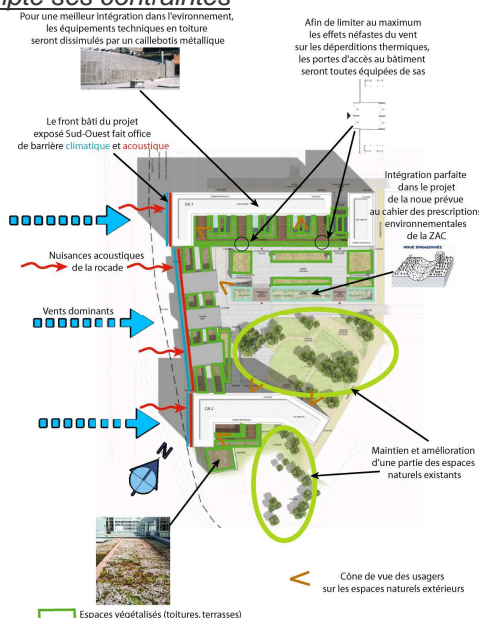 mpte ses contraintes
Pour une meilleur intégration dans l'evironnement,
les équipements techniques en toiture
seront dissimulés par un caillebotis métallique
Afin de limiter au maximum
les effets néfastes du vent
sur les déperditions thermiques,
les portes d'accès au bâtiment
seront toutes équipées de sas
Le front bâti du projet
exposé Sud-Ouest fait office
de barrière climatique et acoustique
Intégration parfaite
dans le projet
de la noue prévue
au cahier des prescriptions
environnementales
de la ZAC
NOUE ENGAZONNÉE
Nuisances acoustiques
de la rocade
Vents dominants
N
Maintien et amélioration
d'une partie des espaces
naturels existants
Cône de vue des usagers
sur les espaces naturels extérieurs
Espaces végétalisés (toitures, terrasses)